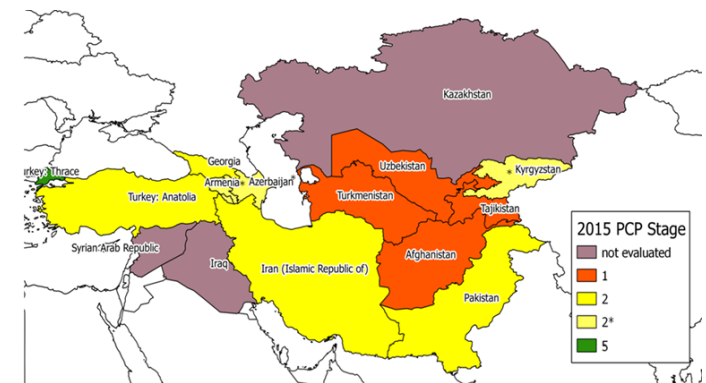 Kazakhstan
Georgia
Uzbekistan
Kyrgyzstan
*
Turkey: Thrace
Armenia*
Azerbaijan*
Turkey: Anatolia
Turkmenistan
Tajikistan
Syrian Arab Republic
Afghanistan
Iraq
Iran (Islamic Republic of)
Pakistan
2015 PCP Stage
not evaluated
1
2
2*
5